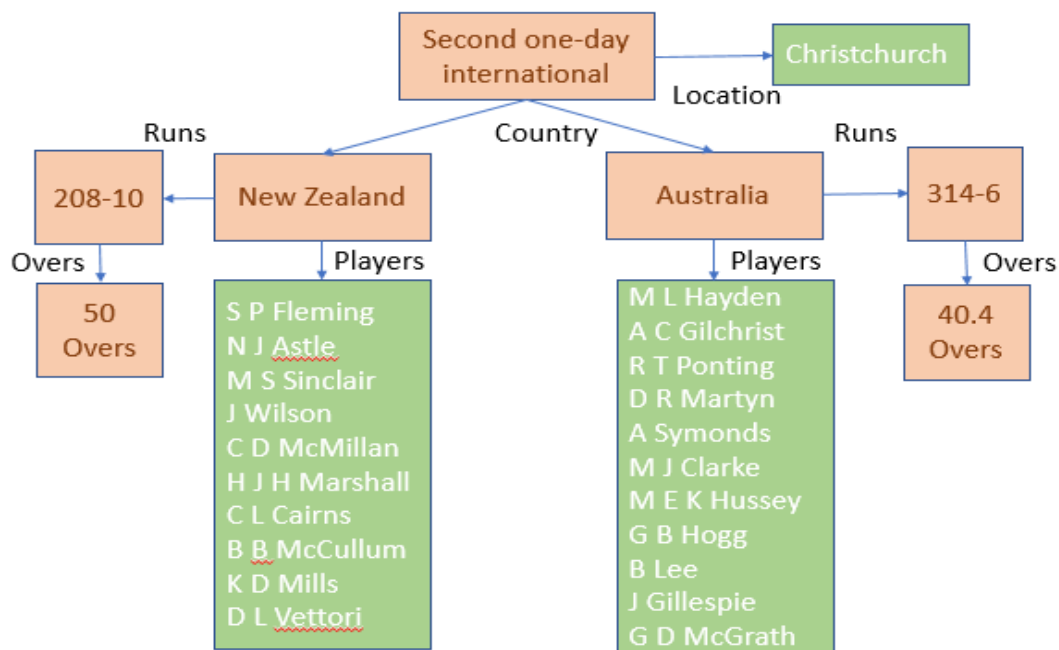 Second one-day
international
Christchurch
Location
Runs
Country
Runs
208-10
New Zealand
Australia
314-6
Overs
Players
Players
Overs
50
Overs
S P Fleming
N J Astle
M S Sinclair
J Wilson
C D McMillan
H J H Marshall
C L Cairns
B B McCullum
K D Mills
D L Vettori
M L Hayden
A C Gilchrist
R T Ponting
D R Martyn
A Symonds
M J Clarke
M E K Hussey
G B Hogg
B Lee
J Gillespie
G D McGrath
40.4
Overs